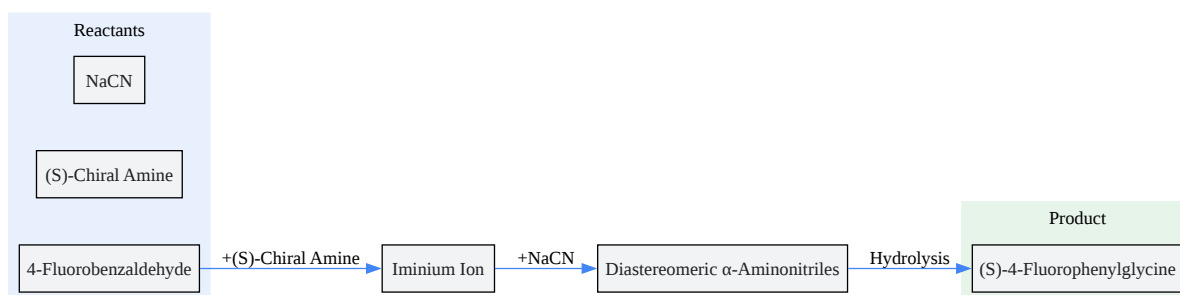 Reactants
NaCN
(S)-Chiral Amine
Product
4-Fluorobenzaldehyde
+(S)-Chiral Amine
Iminium Ion
+NaCN
Diastereomeric α-Aminonitriles
Hydrolysis
(S)-4-Fluorophenylglycine